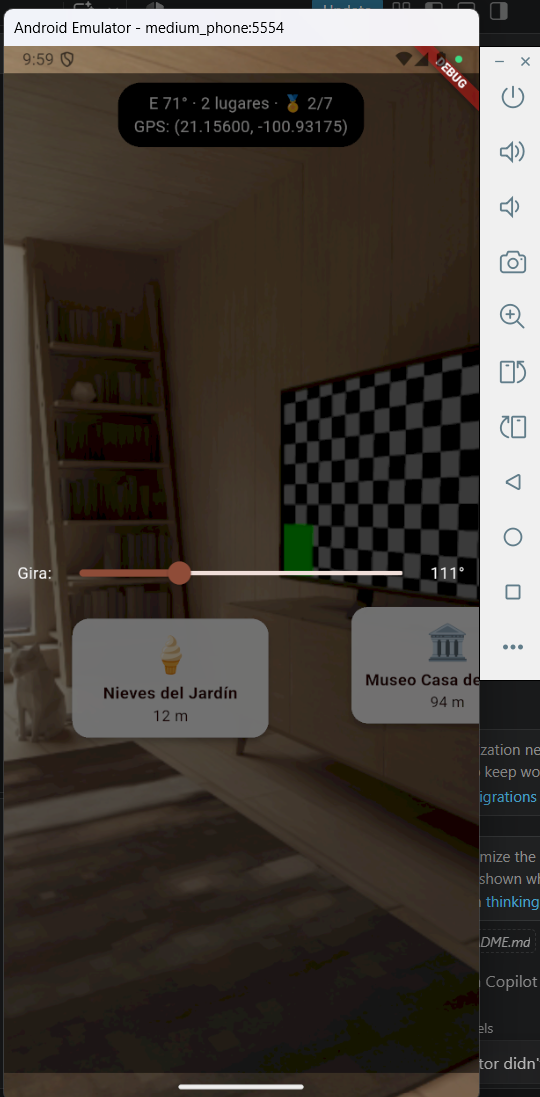 Update
Android Emulator - medium_phone:5554
9:59
DEBUG
E 71° · 2 lugares · 🏅 2/7
GPS: (21.15600, -100.93175)
Gira:
111°
Nieves del Jardín
12 m
Museo Casa de
94 m
zation ne
keep wo
igrations
mize the
shown wh
thinking
DME.md
Copilot
els
tor didn'